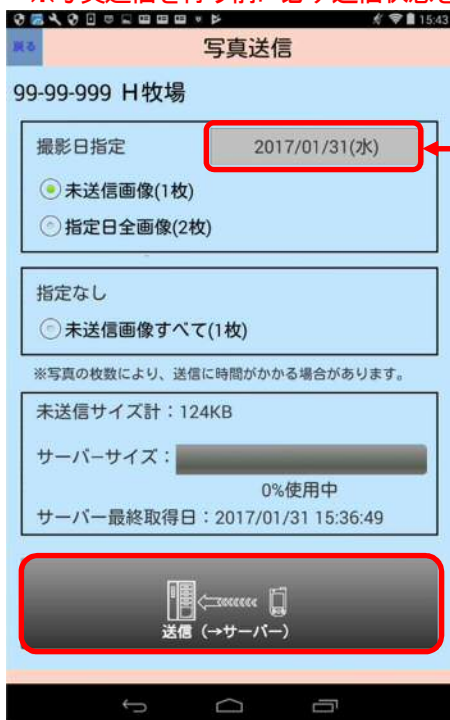 15:43
戻る
写真送信
99-99-999 H牧場
撮影日指定
2017/01/31(水)
未送信画像(1枚)
指定日全画像(2枚)
指定なし
未送信画像すべて(1枚)
※写真の枚数により、送信に時間がかかる場合があります。
未送信サイズ計：124KB
サーバーサイズ：
0%使用中
サーバー最終取得日：2017/01/31 15:36:49
送信（→サーバー）